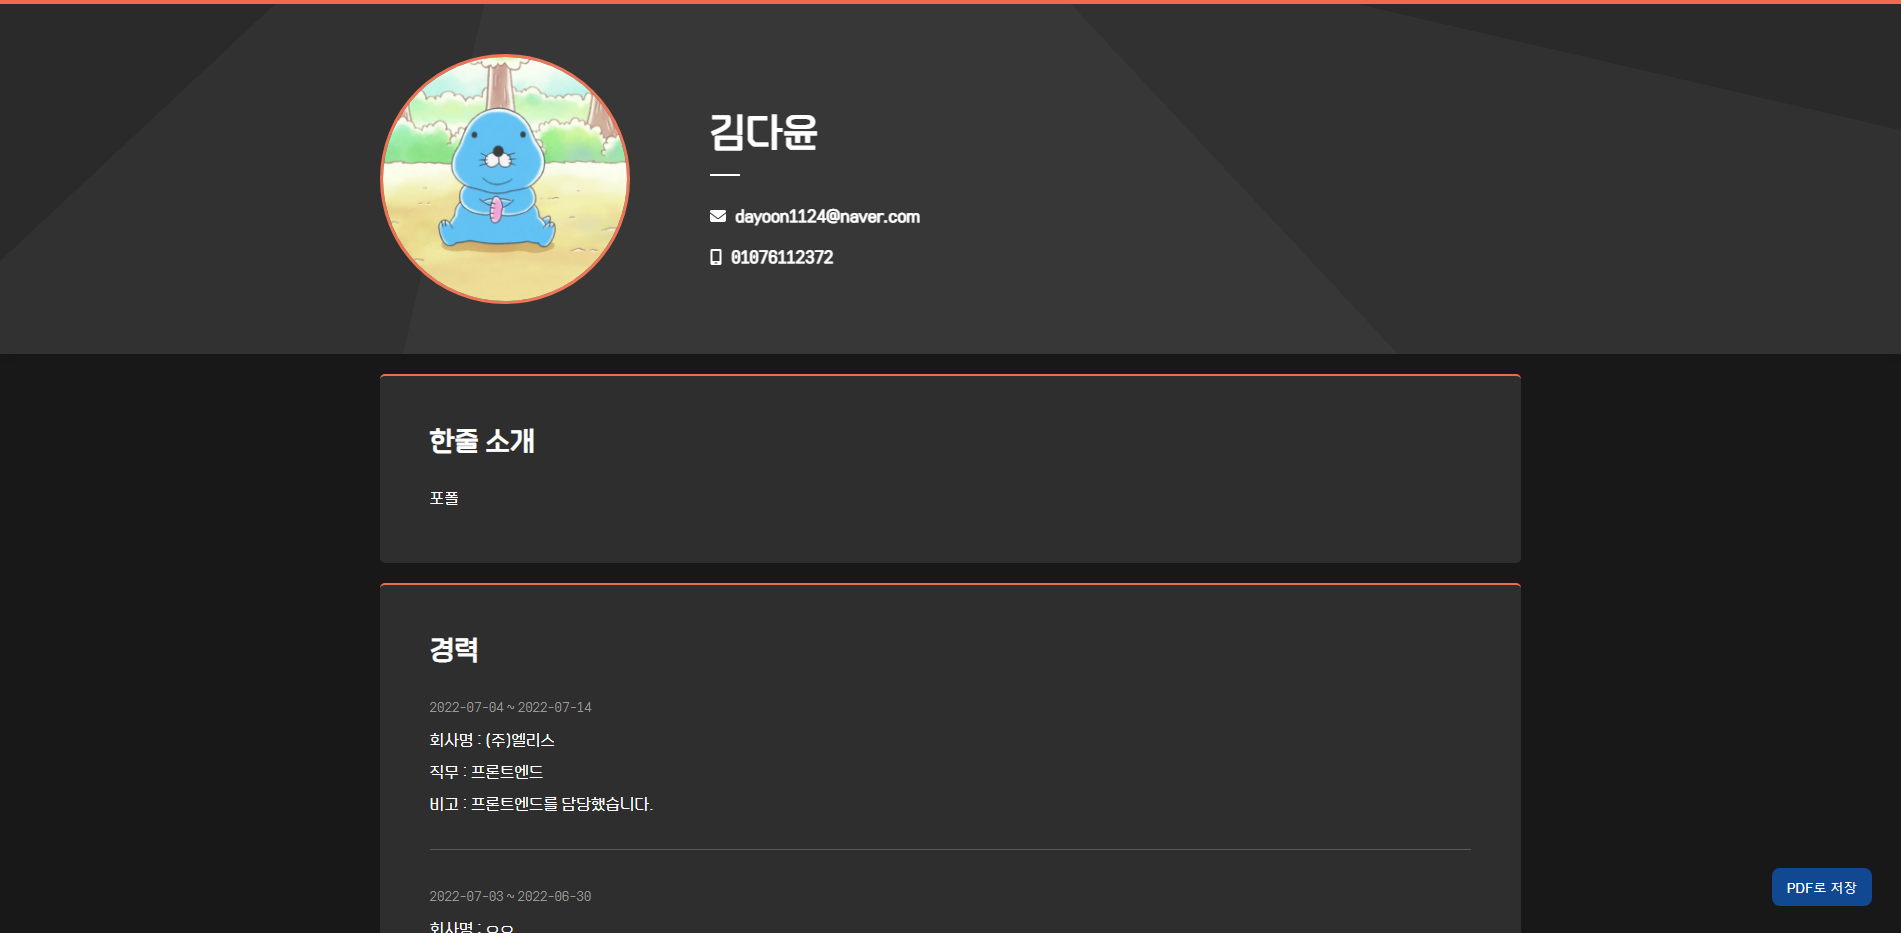 김다윤
dayoon1124@naver.com
01076112372
한줄 소개
포폴
경력
2022-07-04 ~ 2022-07-14
회사명 : (주)엘리스
직무 : 프론트엔드
비고 : 프론트엔드를 담당했습니다.
2022-07-03 ~ 2022-06-30
회사명 :
PDF로 저장